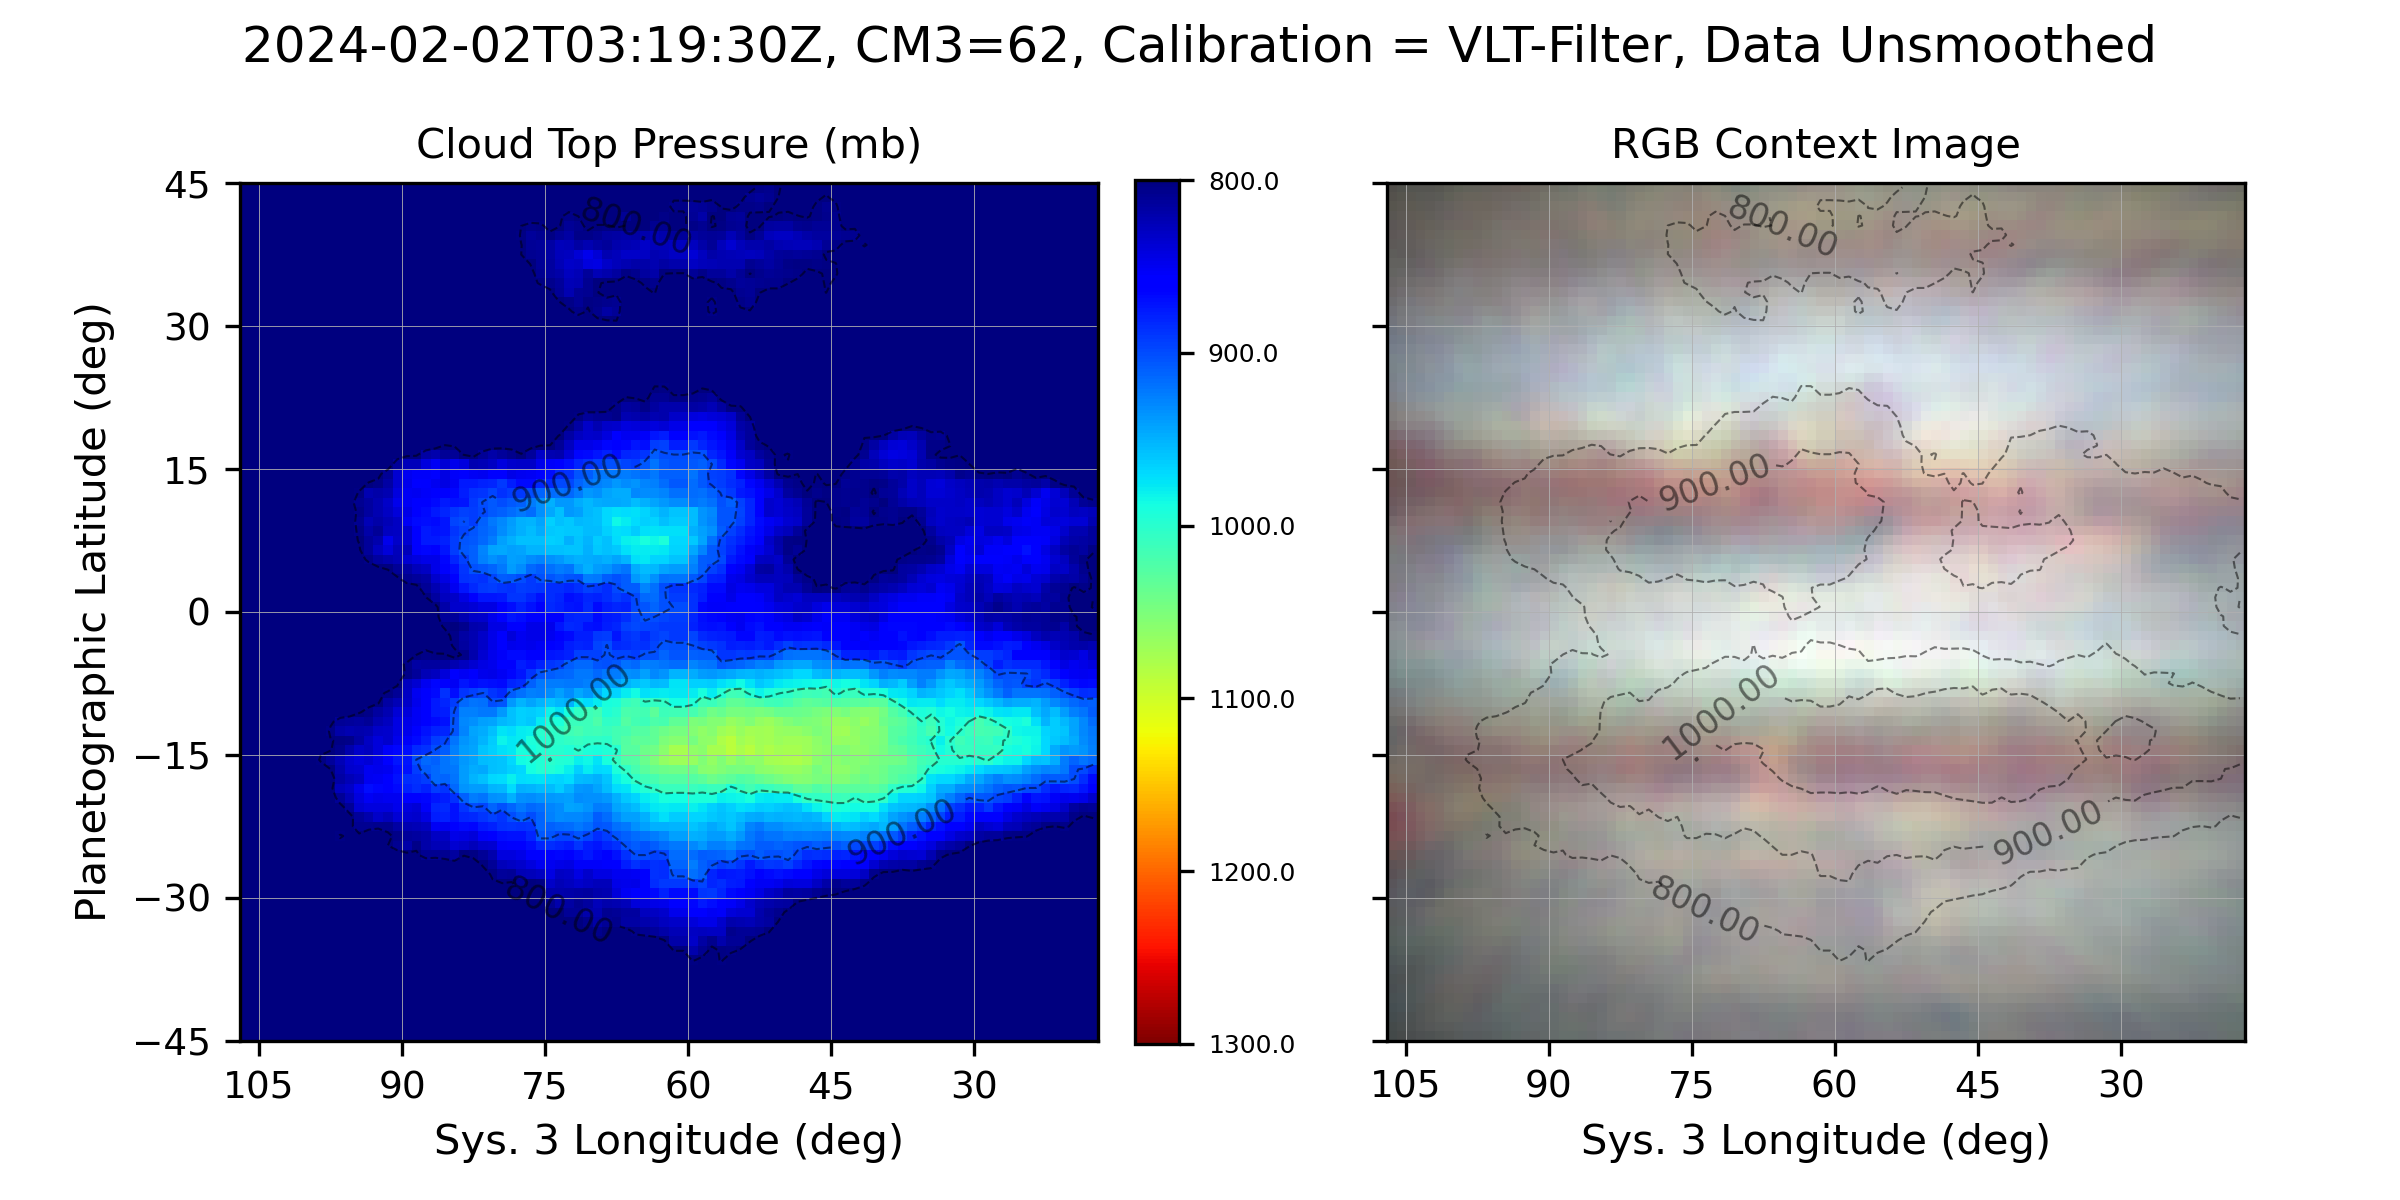 2024-02-02T03:19:30Z, CM3=62, Calibration = VLT-Filter, Data Unsmoothed
Cloud Top Pressure (mb)
RGB Context Image
Planetographic Latitude (deg)
45
30
15
0
−15
−30
−45
105 90 75 60 45 30
Sys. 3 Longitude (deg)
800.00
900.00
1000.00
900.00
800.00
800.0
900.0
1000.0
1100.0
1200.0
1300.0
800.00
900.00
1000.00
900.00
800.00
105 90 75 60 45 30
Sys. 3 Longitude (deg)